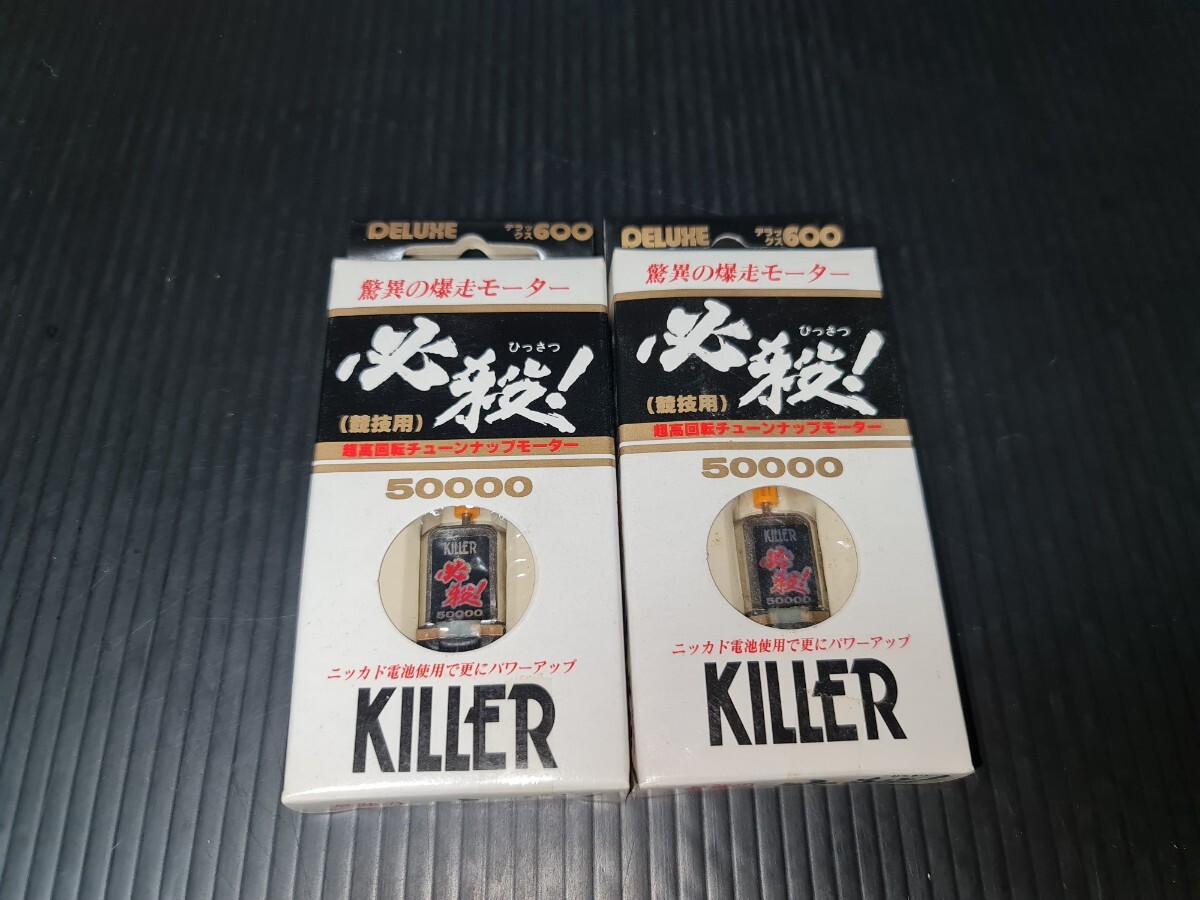 DELUXE デラックス600
驚異の爆走モーター
必殺!
ひっさつ
(競技用)
超高回転チューンナップモーター
50000
KILLER
必殺!
50000
ニッカド電池使用で更にパワーアップ
KILLER
DELUXE デラックス600
驚異の爆走モーター
必殺!
ひっさつ
(競技用)
超高回転チューンナップモーター
50000
KILLER
必殺!
50000
ニッカド電池使用で更にパワーアップ
KILLER